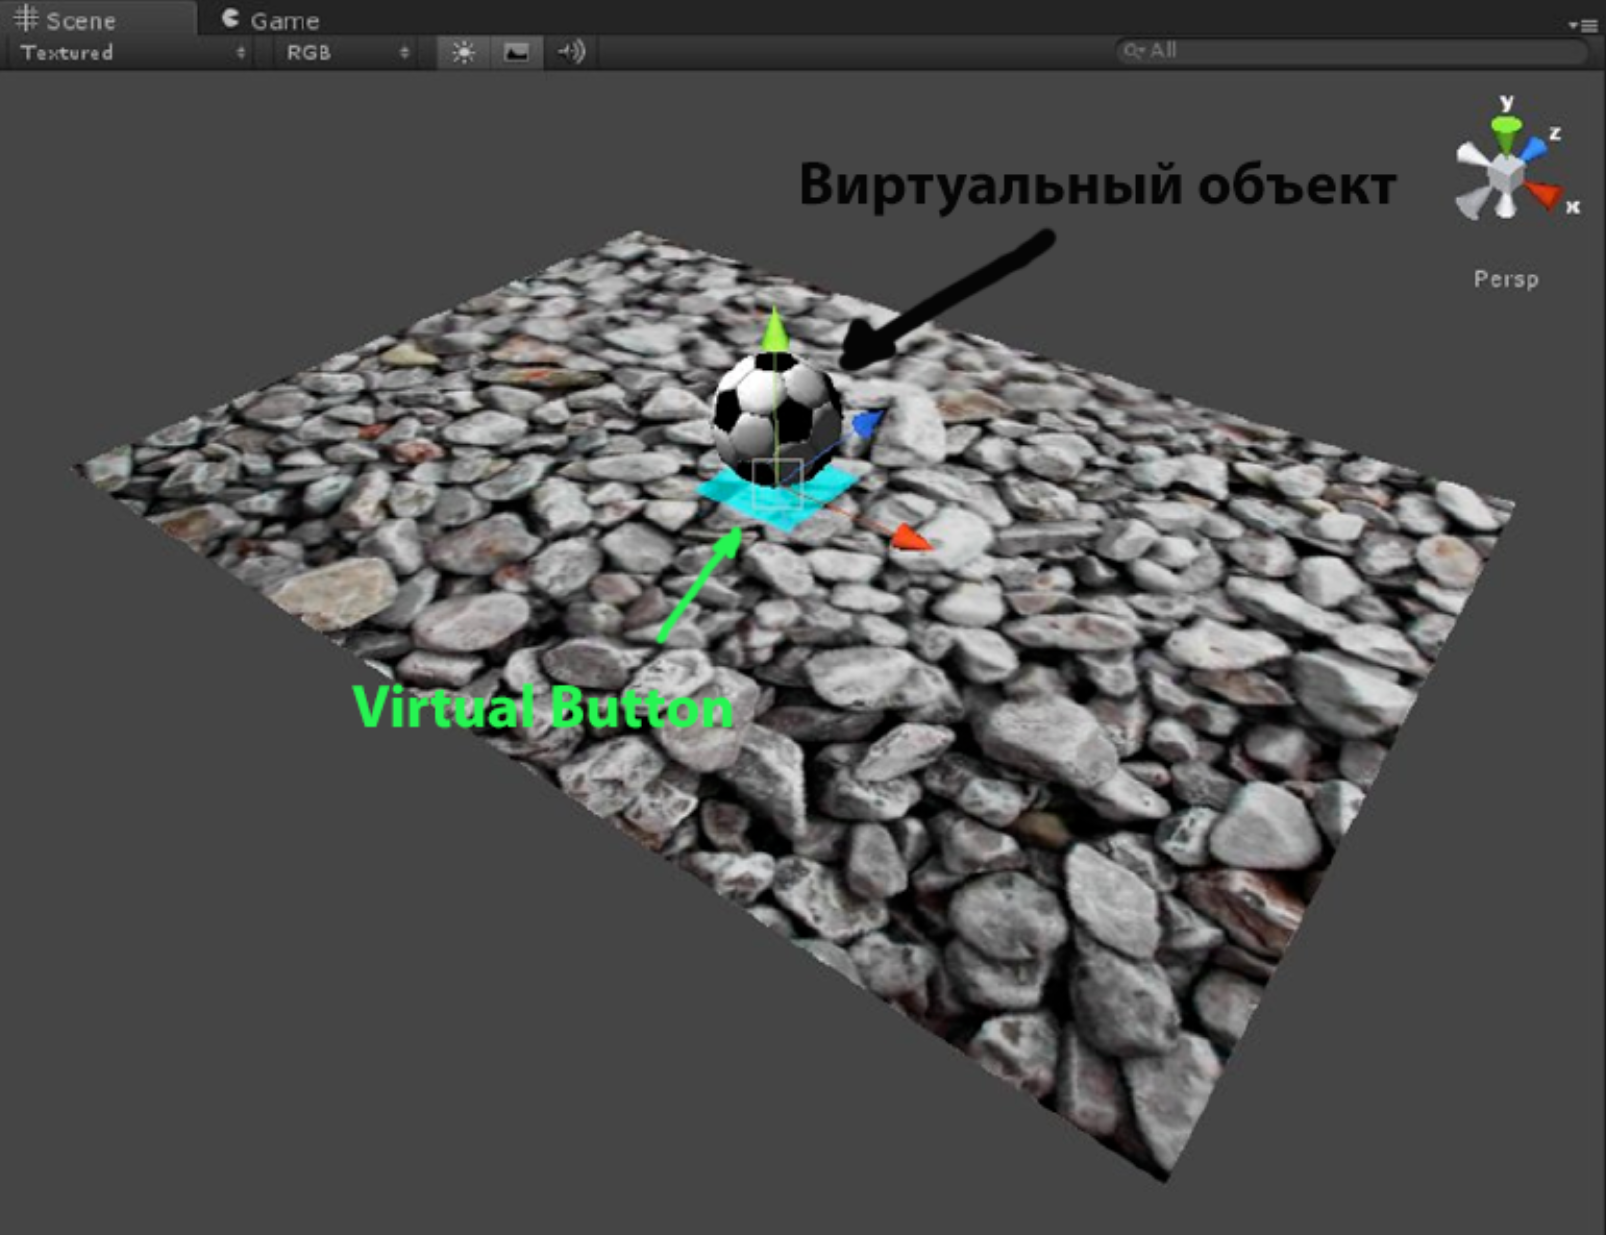 Scene
Game
Textured
RGB
All
y
z
x
Persp
Виртуальный объект
Virtual Button